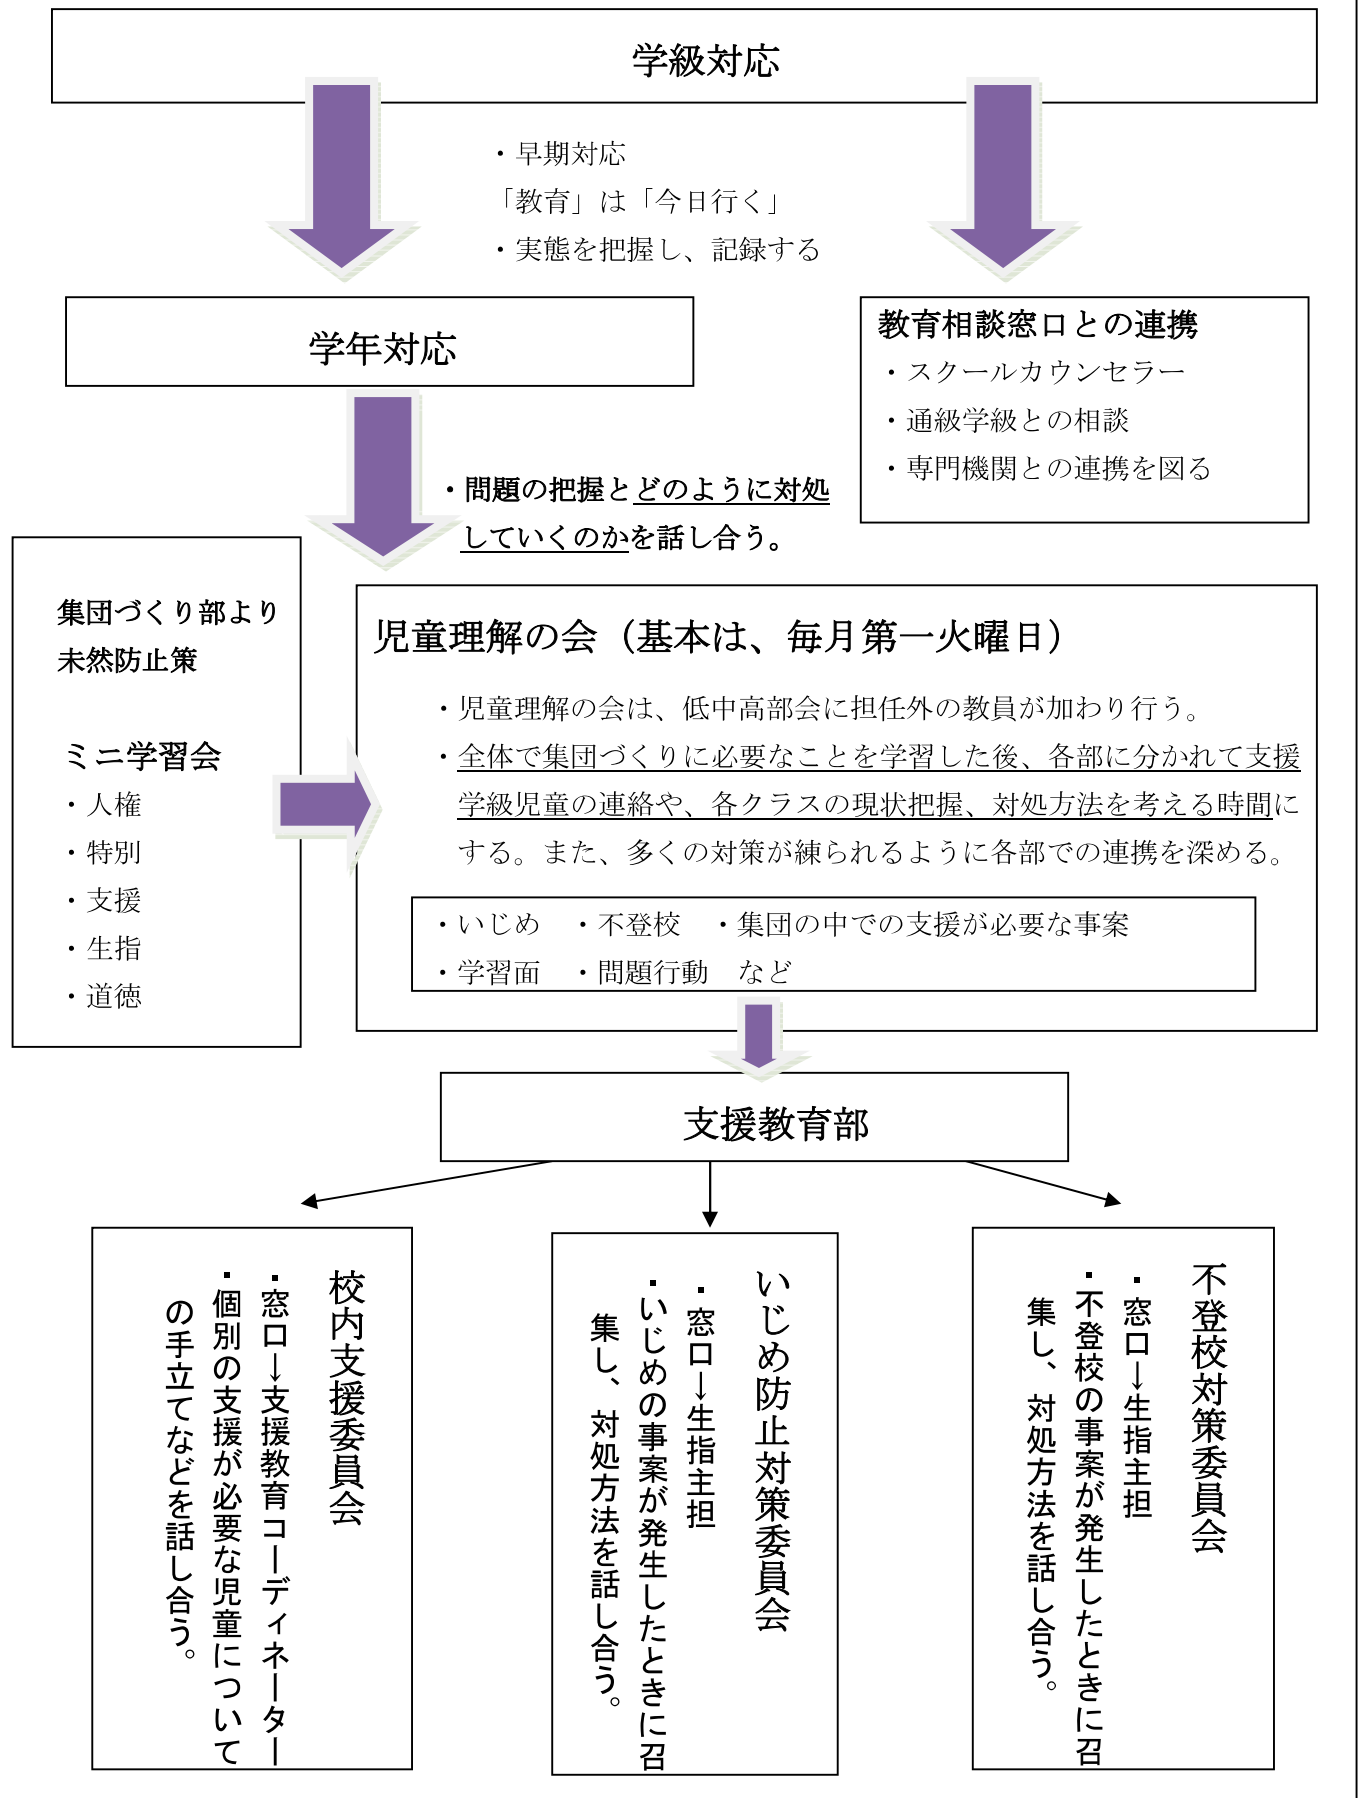 学級対応
・早期対応
「教育」は「今日行く」
・実態を把握し、記録する
学年対応
教育相談窓口との連携
・スクールカウンセラー
・通級学級との相談
・専門機関との連携を図る
・問題の把握とどのように対処
していくのかを話し合う。
集団づくり部より
未然防止策
ミニ学習会
・人権
・特別
・支援
・生指
・道徳
児童理解の会（基本は、毎月第一火曜日）
・児童理解の会は、低中高部会に担任外の教員が加わり行う。
・全体で集団づくりに必要なことを学習した後、各部に分かれて支援
学級児童の連絡や、各クラスの現状把握、対処方法を考える時間に
する。また、多くの対策が練られるように各部での連携を深める。
・いじめ　・不登校　・集団の中での支援が必要な事案
・学習面　・問題行動　など
支援教育部
校内支援委員会
・窓口→支援教育コーディネーター
・個別の支援が必要な児童について
の手立てなどを話し合う。
いじめ防止対策委員会
・窓口→生指主担
・いじめの事案が発生したときに召
集し、対処方法を話し合う。
不登校対策委員会
・窓口→生指主担
・不登校の事案が発生したときに召
集し、対処方法を話し合う。